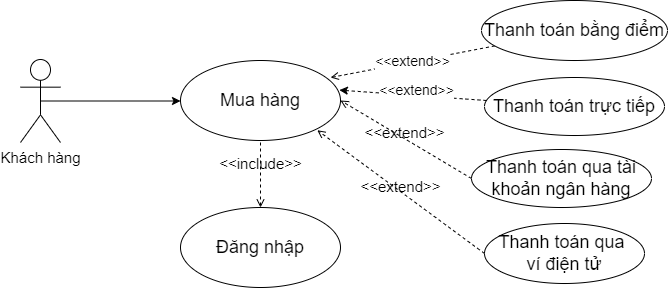 Thanh toán bằng điểm
<<extend>>
Mua hàng
<<extend>>
Thanh toán trực tiếp
<<extend>>
Khách hàng
<<include>>
Thanh toán qua tài
khoản ngân hàng
<<extend>>
Đăng nhập
Thanh toán qua
ví điện tử